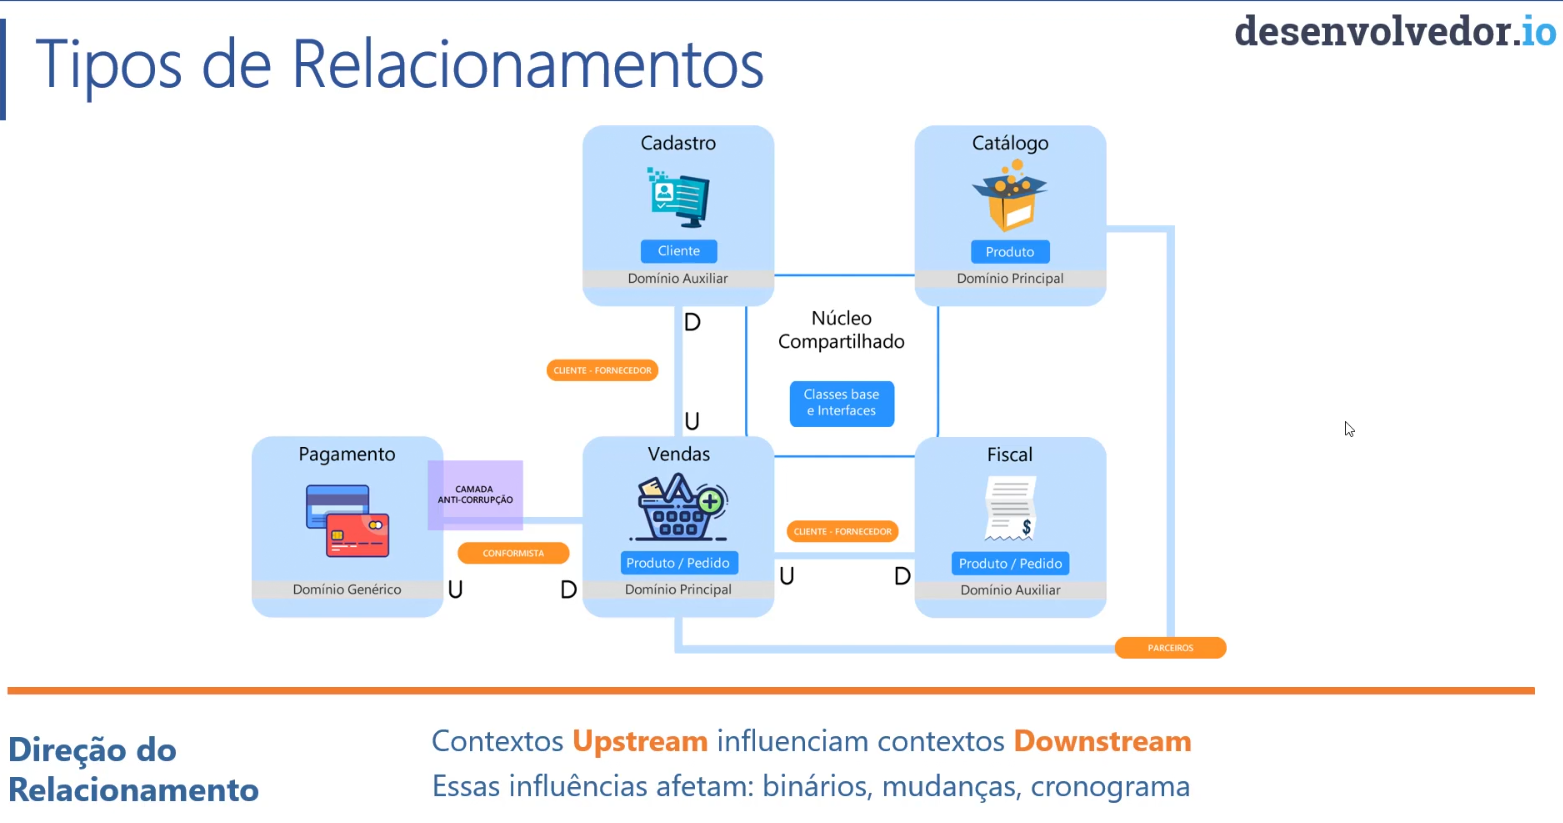 desenvolvedor.io
Tipos de Relacionamentos
Cadastro
Cliente
Domínio Auxiliar
Catálogo
Produto
Domínio Principal
Núcleo
Compartilhado
Classes base
e Interfaces
D
CLIENTE - FORNECEDOR
U
Pagamento
Domínio Genérico
CAMADA
ANTI-CORRUPÇÃO
CONFORMISTA
U
D
Vendas
Produto / Pedido
Domínio Principal
CLIENTE - FORNECEDOR
U
D
Fiscal
$
Produto / Pedido
Domínio Auxiliar
PARCEIROS
Direção do
Relacionamento
Contextos Upstream influenciam contextos Downstream
Essas influências afetam: binários, mudanças, cronograma